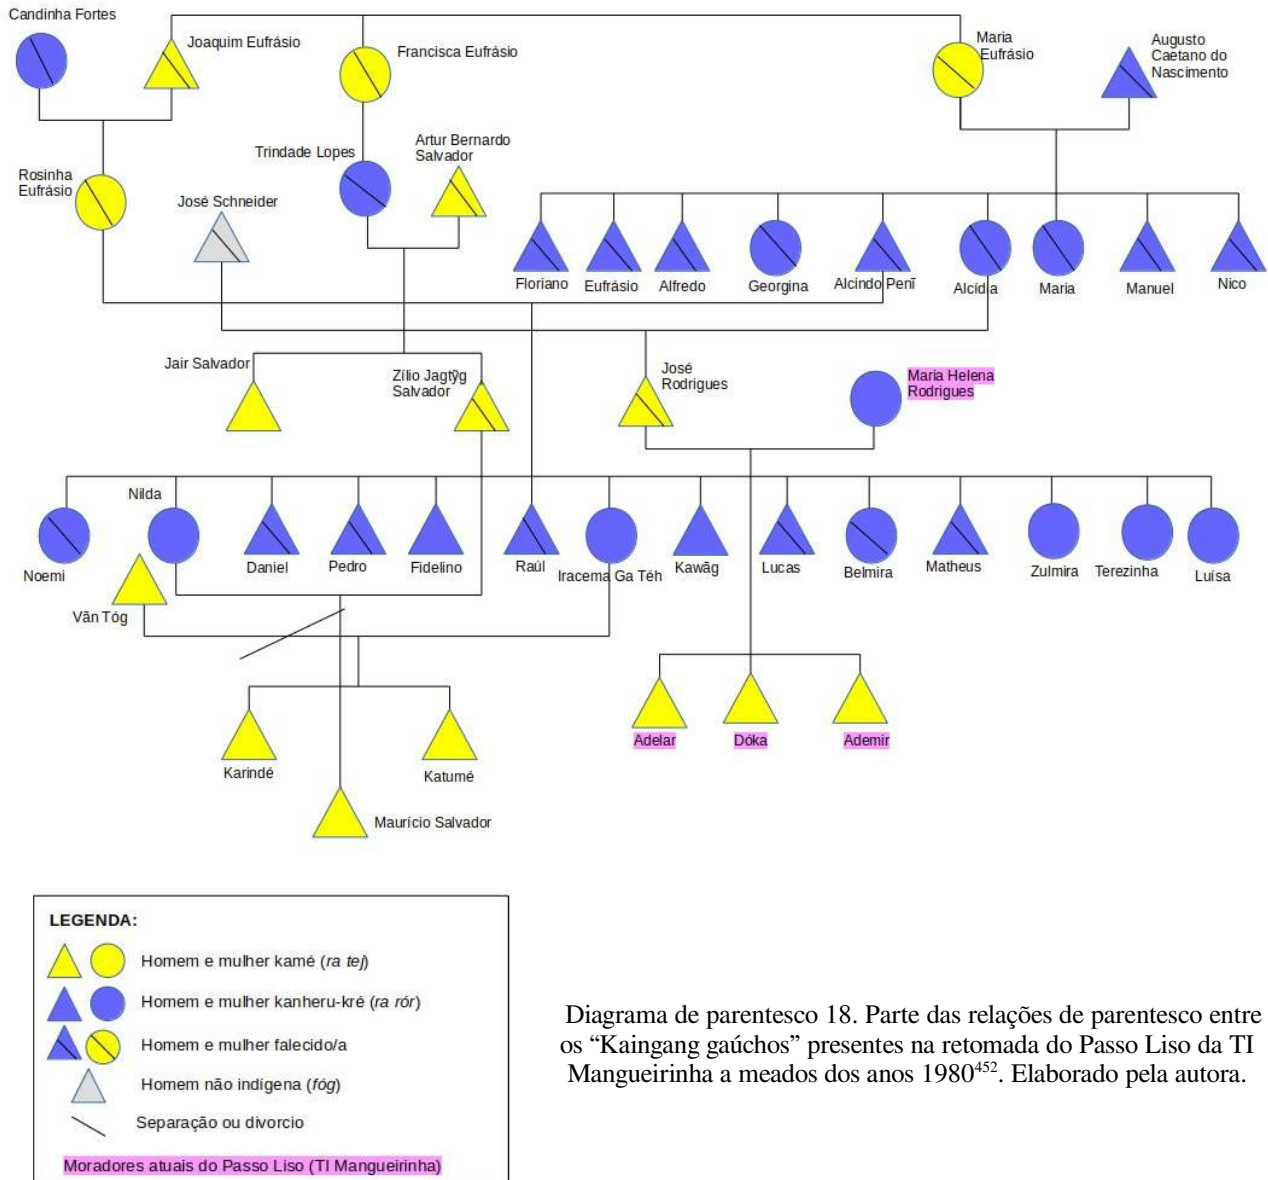 Candinha Fortes
Joaquim Eufrásio
Francisca Eufrásio
Maria
Eufrásio
Augusto
Caetano do
Nascimento
Trindade Lopes
Artur Bernardo
Salvador
Rosinha
Eufrásio
José Schneider
Floriano
Eufrásio
Alfredo
Georgina
Alcindo Penĩ
Alcídia
Maria
Manuel
Nico
Jair Salvador
Zílio Jagtỹg
Salvador
José
Rodrigues
Maria Helena
Rodrigues
Nilda
Noemi
Daniel
Pedro
Fidelino
Raúl
Iracema Ga Téh
Kawãg
Lucas
Belmira
Matheus
Zulmira
Terezinha
Luísa
Vãn Tóg
Karindé
Katumé
Adelar
Dóka
Ademir
Maurício Salvador
LEGENDA:
Homem e mulher kamé (ra tej)
Homem e mulher kanheru-kré (ra rór)
Homem e mulher falecido/a
Homem não indígena (fóg)
Separação ou divorcio
Moradores atuais do Passo Liso (TI Mangueirinha)
Diagrama de parentesco 18. Parte das relações de parentesco entre
os “Kaingang gaúchos” presentes na retomada do Passo Liso da TI
Mangueirinha a meados dos anos 1980⁴⁵². Elaborado pela autora.